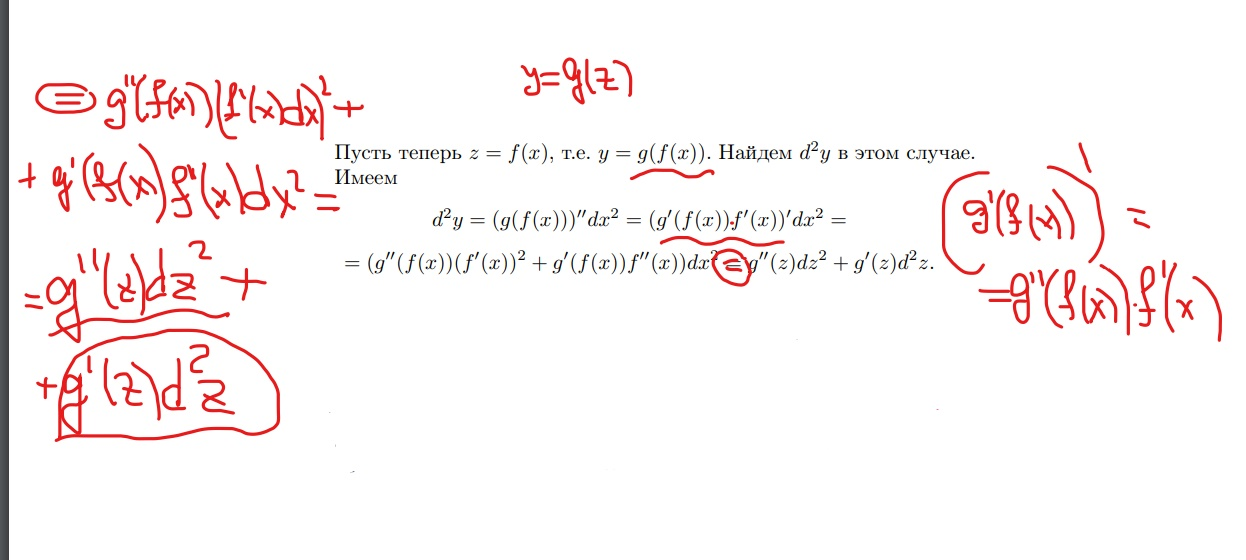 y=g(z)
Пусть теперь z = f(x), т.е. y = g(f(x)). Найдем d²y в этом случае.
Имеем
d²y = (g(f(x)))′′dx² = (g′(f(x))·f′(x))′dx² =
= (g′′(f(x))(f′(x))² + g′(f(x))f′′(x))dx² = g′′(z)dz² + g′(z)d²z.
= g''(f(x))(f'(x)dx)² +
+ g'(f(x))f''(x)dx² =
= g''(z)dz² +
+ g'(z)d²z
(g'(f(x)))' =
= g''(f(x))·f'(x)